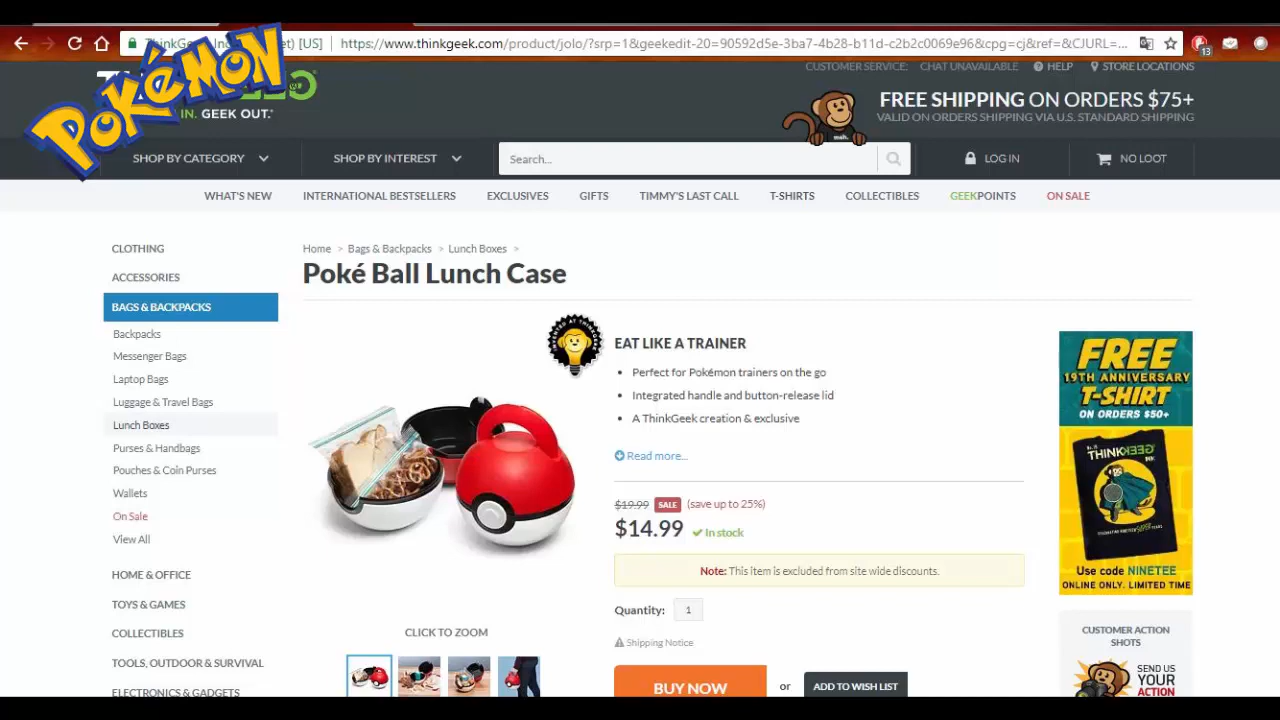 POKéMON
ThinkGe
[US]
https://www.thinkgeek.com/product/jolo/?srp=1&geekedit-20=90592d5e-3ba7-4b28-b11d-c2b2c0069e96&cpg=cj&ref=&CJURL=...
13
CUSTOMER SERVICE: CHAT UNAVAILABLE HELP STORE LOCATIONS
IN. GEEK OUT.
FREE SHIPPING ON ORDERS $75+
VALID ON ORDERS SHIPPING VIA U.S. STANDARD SHIPPING
SHOP BY CATEGORY SHOP BY INTEREST Search... LOG IN NO LOOT
WHAT'S NEW INTERNATIONAL BESTSELLERS EXCLUSIVES GIFTS TIMMY'S LAST CALL T-SHIRTS COLLECTIBLES GEEKPOINTS ON SALE
CLOTHING
ACCESSORIES
BAGS & BACKPACKS
Backpacks
Messenger Bags
Laptop Bags
Luggage & Travel Bags
Lunch Boxes
Purses & Handbags
Pouches & Coin Purses
Wallets
On Sale
View All
HOME & OFFICE
TOYS & GAMES
COLLECTIBLES
TOOLS, OUTDOOR & SURVIVAL
ELECTRONICS & GADGETS
Home > Bags & Backpacks > Lunch Boxes >
Poké Ball Lunch Case
EAT LIKE A TRAINER
Perfect for Pokémon trainers on the go
Integrated handle and button-release lid
A ThinkGeek creation & exclusive
Read more...
$19.99 SALE (save up to 25%)
$14.99 In stock
Note: This item is excluded from site wide discounts.
Quantity: 1
Shipping Notice
BUY NOW or ADD TO WISH LIST
CLICK TO ZOOM
FREE
19TH ANNIVERSARY
T-SHIRT
ON ORDERS $50+
THINKGEEK
Use code NINETEE
ONLINE ONLY. LIMITED TIME
CUSTOMER ACTION
SHOTS
SEND US
YOUR
ACTION